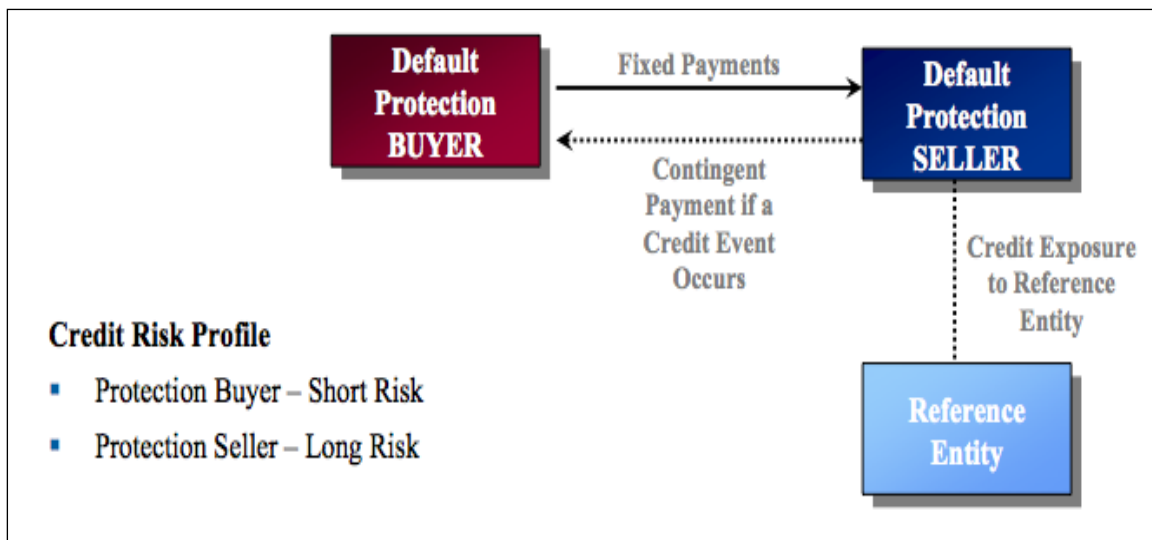 Default
Protection
BUYER
Fixed Payments
Default
Protection
SELLER
Contingent
Payment if a
Credit Event
Occurs
Credit Exposure
to Reference
Entity
Credit Risk Profile
▪ Protection Buyer – Short Risk
▪ Protection Seller – Long Risk
Reference
Entity